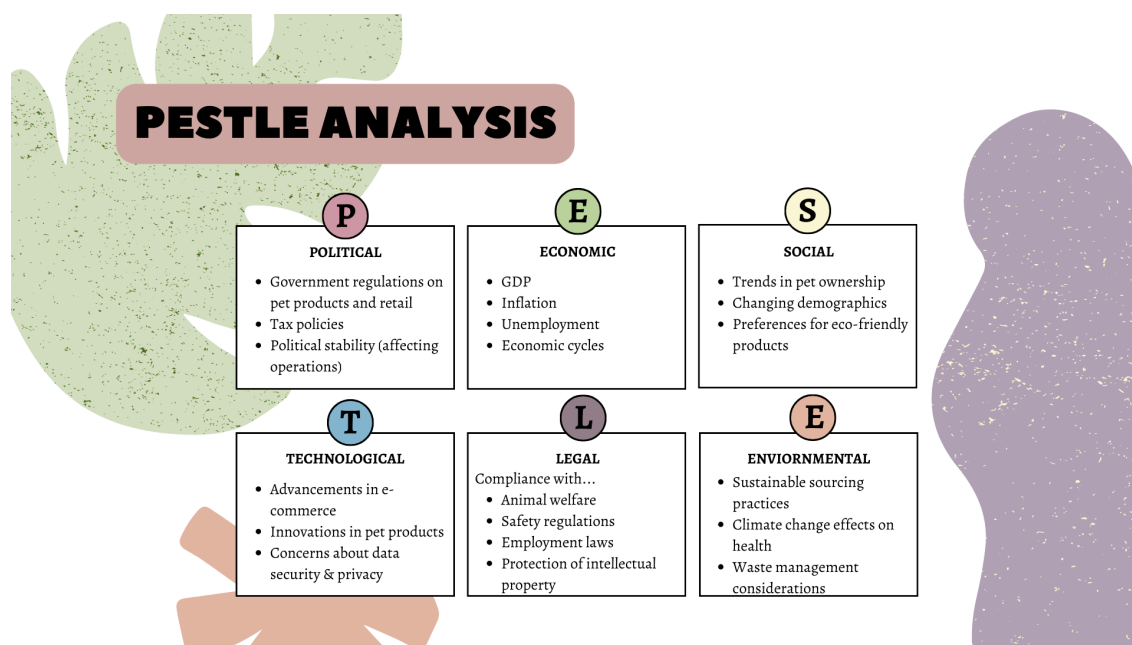 PESTLE ANALYSIS
P
POLITICAL
• Government regulations on
pet products and retail
• Tax policies
• Political stability (affecting
operations)
E
ECONOMIC
• GDP
• Inflation
• Unemployment
• Economic cycles
S
SOCIAL
• Trends in pet ownership
• Changing demographics
• Preferences for eco-friendly
products
T
TECHNOLOGICAL
• Advancements in e-
commerce
• Innovations in pet products
• Concerns about data
security & privacy
L
LEGAL
Compliance with...
• Animal welfare
• Safety regulations
• Employment laws
• Protection of intellectual
property
E
ENVIORNMENTAL
• Sustainable sourcing
practices
• Climate change effects on
health
• Waste management
considerations